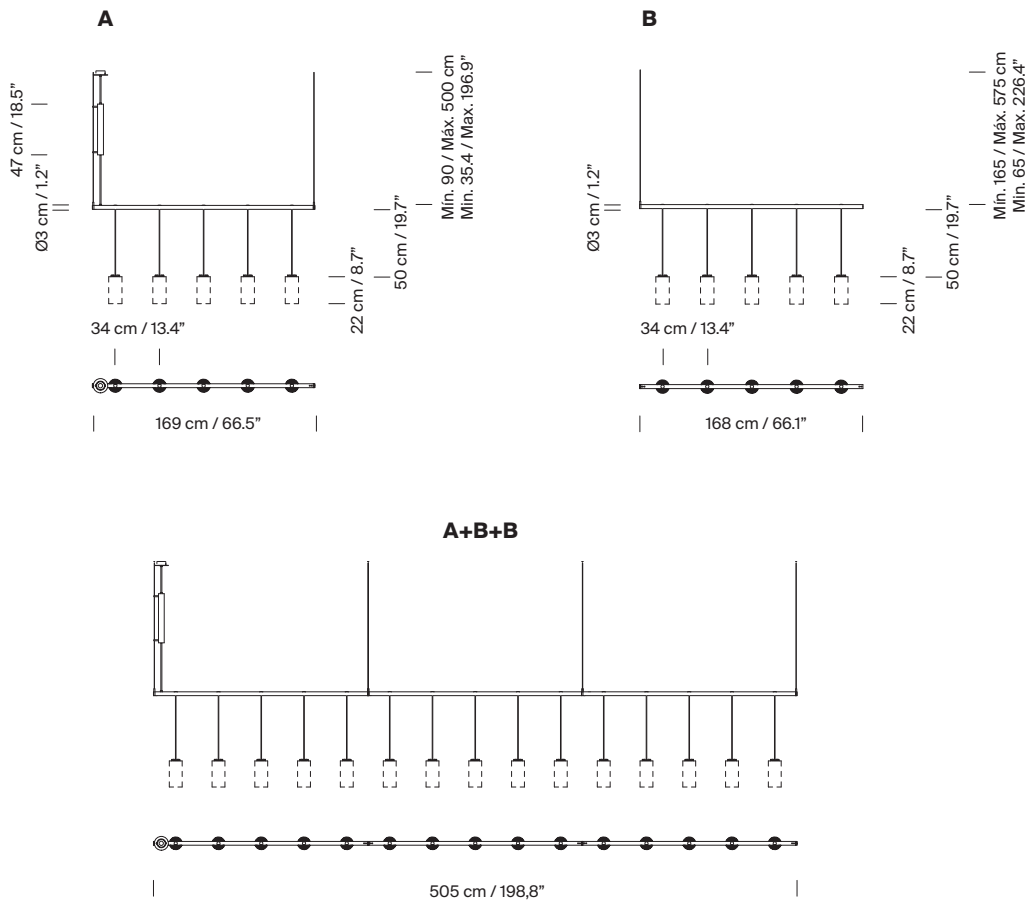 A
47 cm / 18.5”
Ø3 cm / 1.2”
Mín. 90 / Máx. 500 cm
Min. 35.4 / Max. 196.9”
50 cm / 19.7”
22 cm / 8.7”
34 cm / 13.4”
169 cm / 66.5”
B
Ø3 cm / 1.2”
Mín. 165 / Máx. 575 cm
Min. 65 / Max. 226.4”
50 cm / 19.7”
22 cm / 8.7”
34 cm / 13.4”
168 cm / 66.1”
A+B+B
505 cm / 198,8”